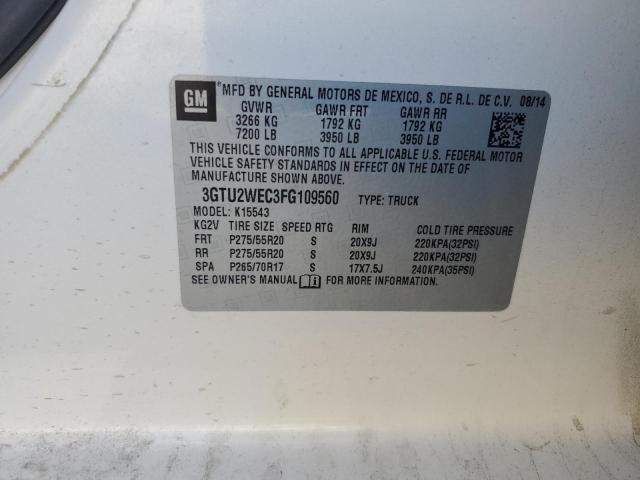 GM
*MFD BY GENERAL MOTORS DE MEXICO, S. DE R.L. DE C.V. 08/14
GVWR GAWR FRT GAWR RR
3266 KG 1792 KG 1792 KG
7200 LB 3950 LB 3950 LB
THIS VEHICLE CONFORMS TO ALL APPLICABLE U.S. FEDERAL MOTOR
VEHICLE SAFETY STANDARDS IN EFFECT ON THE DATE OF
MANUFACTURE SHOWN ABOVE.
3GTU2WEC3FG109560 TYPE: TRUCK
MODEL: K15543
KG2V TIRE SIZE SPEED RTG RIM COLD TIRE PRESSURE
FRT P275/55R20 S 20X9J 220KPA(32PSI)
RR P275/55R20 S 20X9J 220KPA(32PSI)
SPA P265/70R17 S 17X7.5J 240KPA(35PSI)
SEE OWNER'S MANUAL FOR MORE INFORMATION.